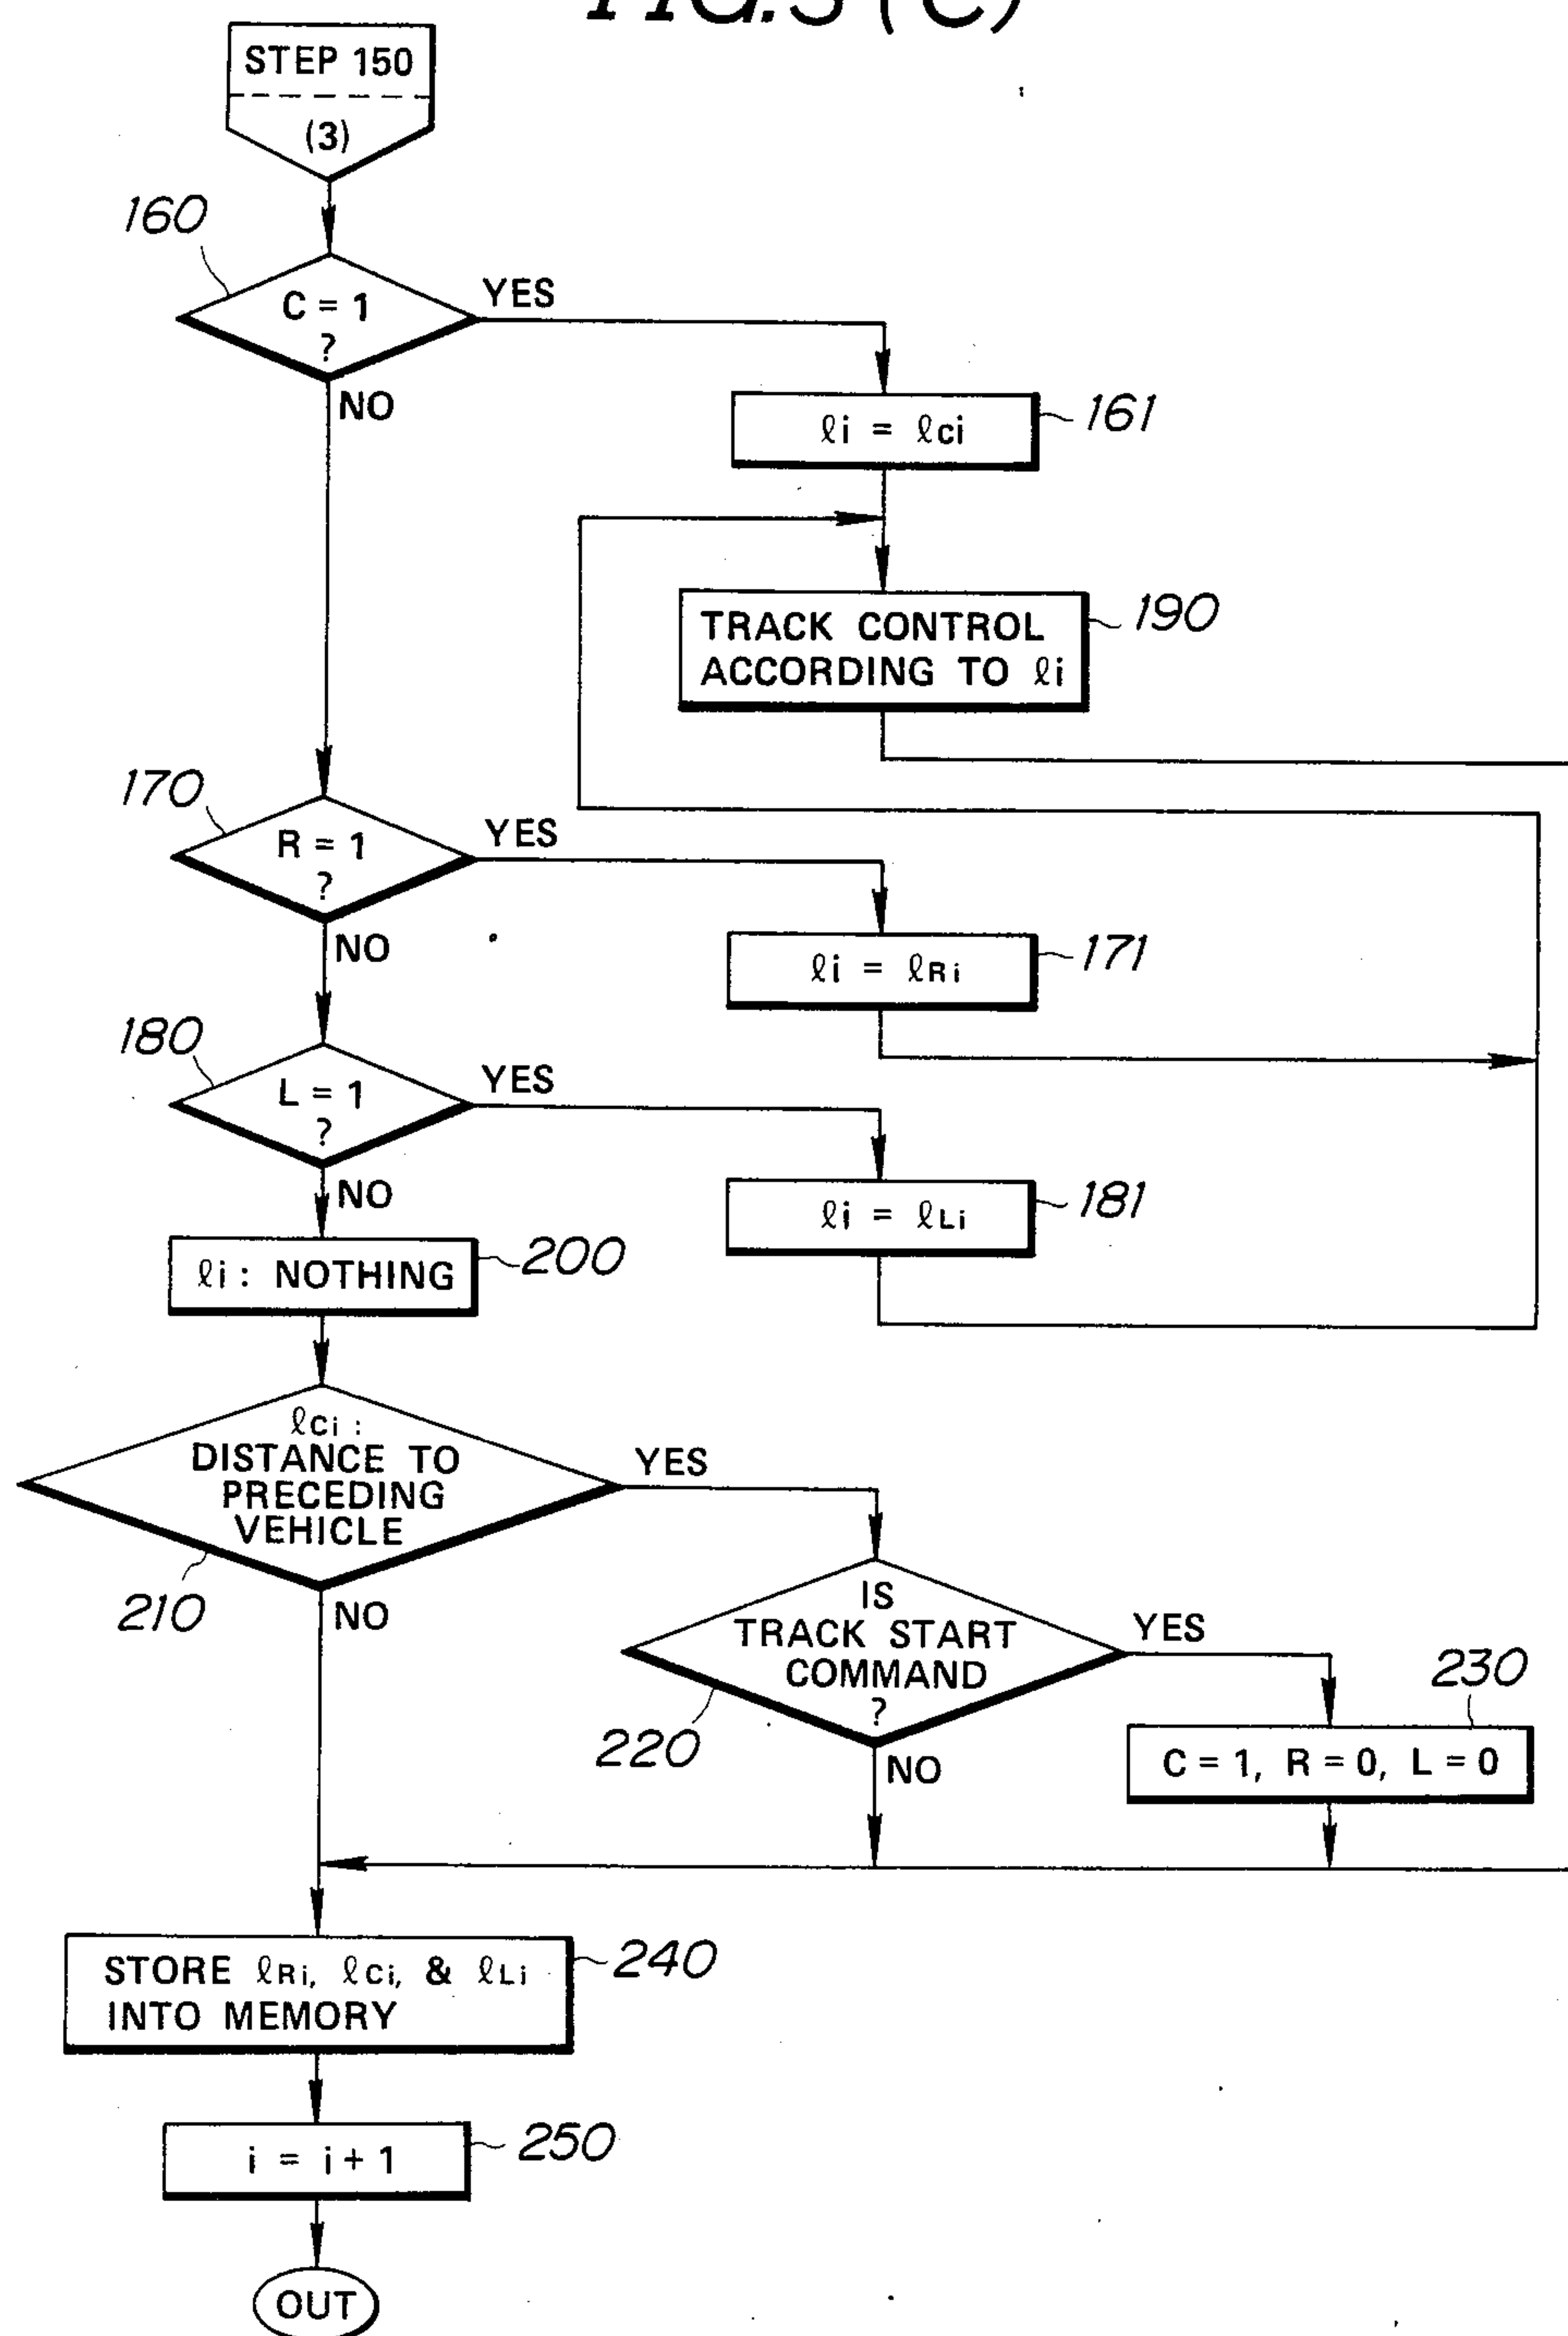 FIG. 3 (C)
STEP 150
(3)
160
C = 1
?
YES
NO
ℓi = ℓci
161
TRACK CONTROL
ACCORDING TO ℓi
190
170
R = 1
?
YES
NO
ℓi = ℓRi
171
180
L = 1
?
YES
NO
ℓi = ℓLi
181
ℓi : NOTHING
200
ℓCi :
DISTANCE TO
PRECEDING
VEHICLE
YES
210
NO
IS
TRACK START
COMMAND
?
YES
220
NO
230
C = 1, R = 0, L = 0
STORE ℓRi, ℓCi, & ℓLi
INTO MEMORY
240
i = i + 1
250
OUT